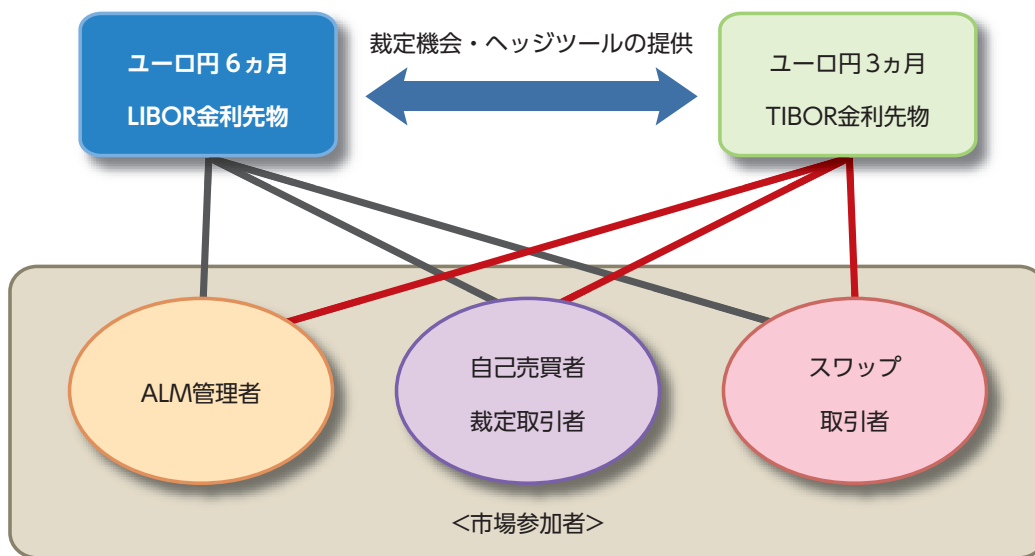 裁定機会・ヘッジツールの提供
ユーロ円6ヵ月
LIBOR金利先物
ユーロ円3ヵ月
TIBOR金利先物
ALM管理者
自己売買者
裁定取引者
スワップ
取引者
<市場参加者>